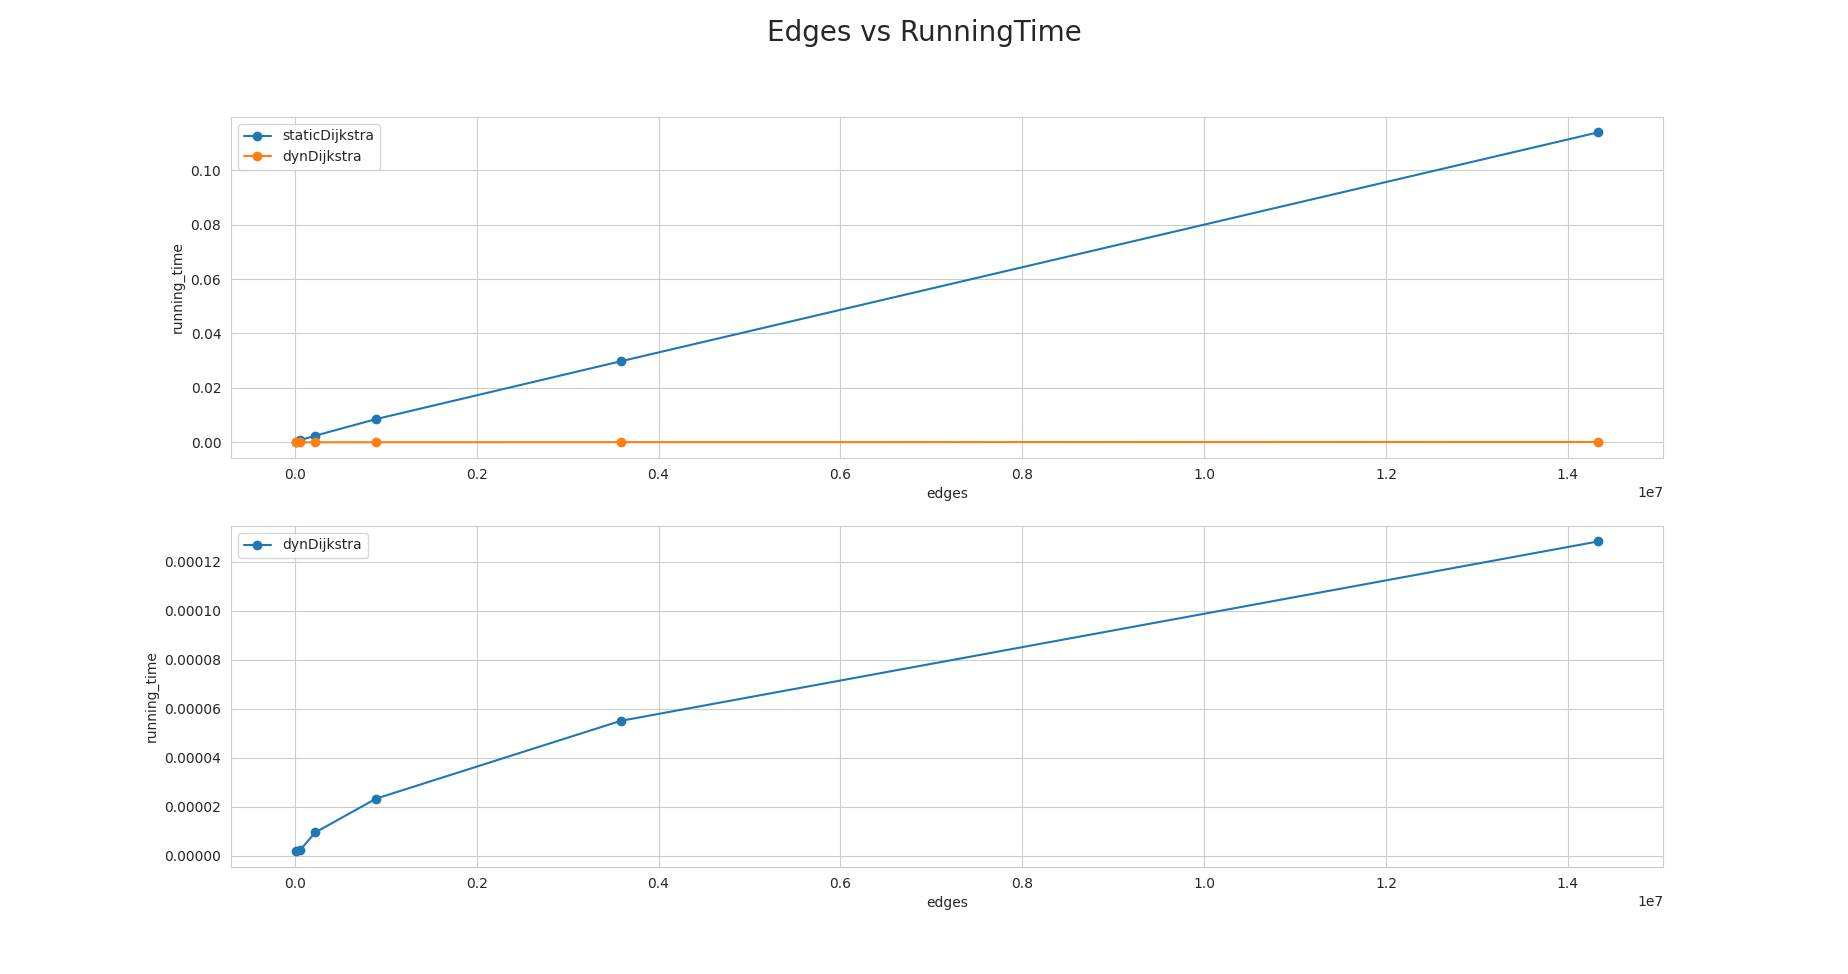 Edges vs RunningTime
staticDijkstra
dynDijkstra
running_time
0.10
0.08
0.06
0.04
0.02
0.00
0.0 0.2 0.4 0.6 0.8 1.0 1.2 1.4
1e7
edges
dynDijkstra
running_time
0.00012
0.00010
0.00008
0.00006
0.00004
0.00002
0.00000
0.0 0.2 0.4 0.6 0.8 1.0 1.2 1.4
1e7
edges